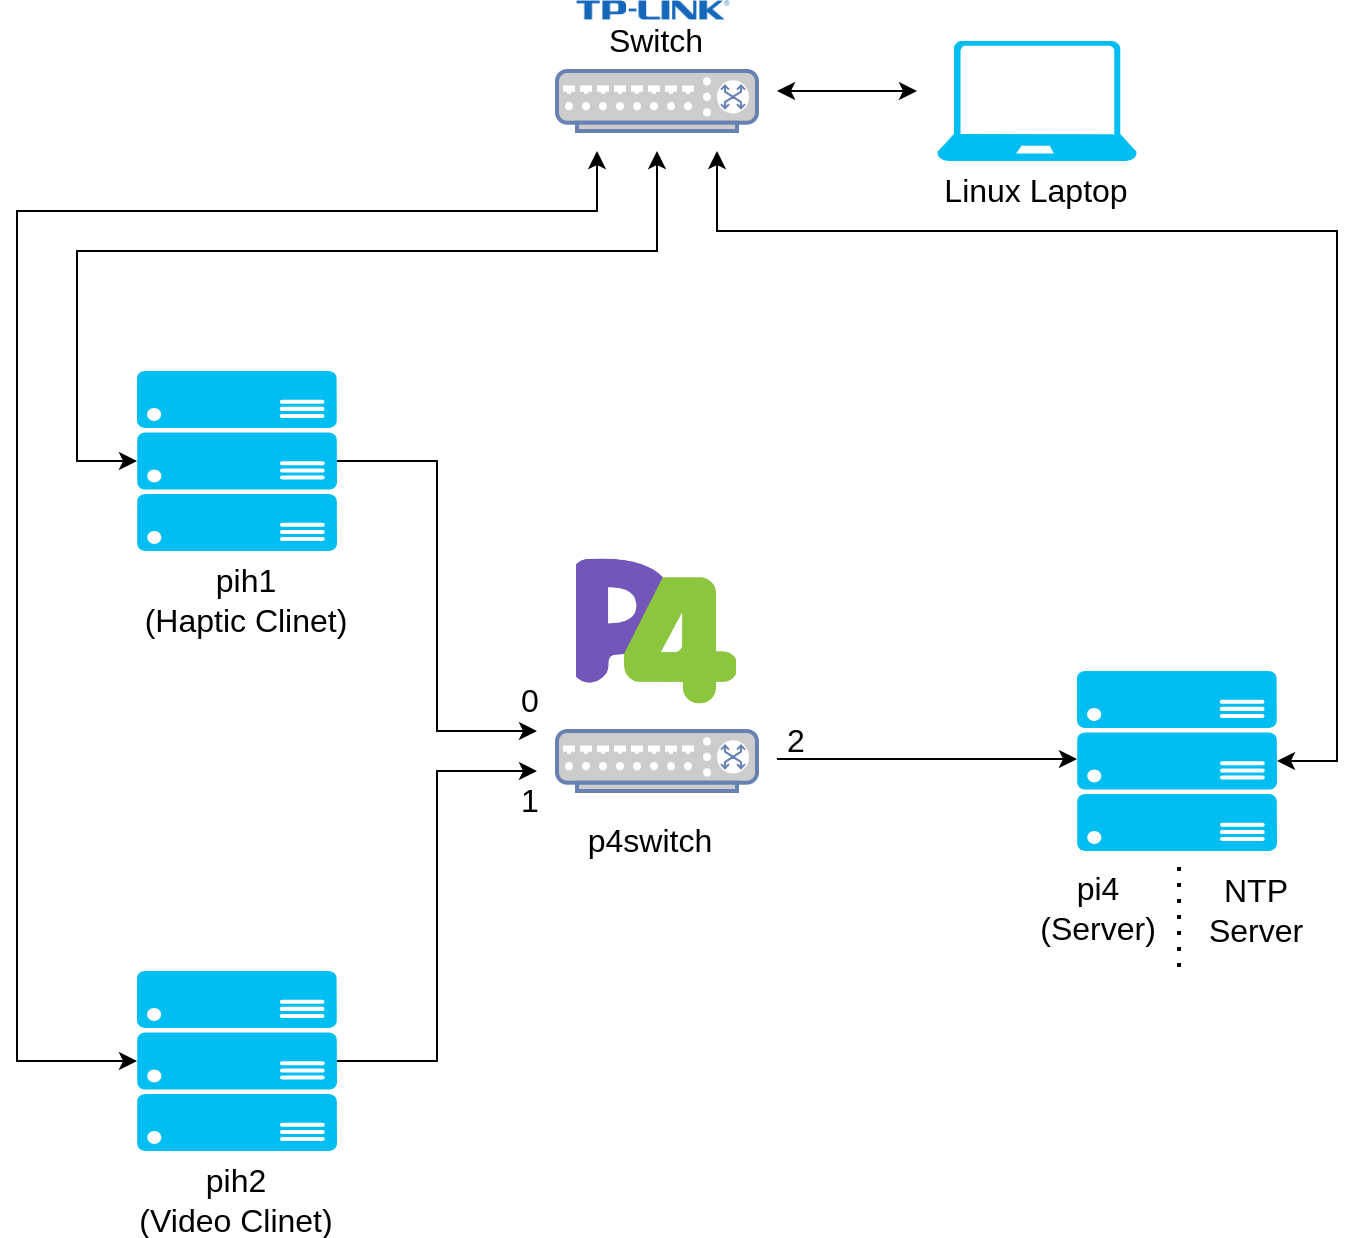 TP-LINK®
Switch
Linux Laptop
pih1
(Haptic Clinet)
P4
0
2
1
p4switch
pi4
(Server)
NTP
Server
pih2
(Video Clinet)